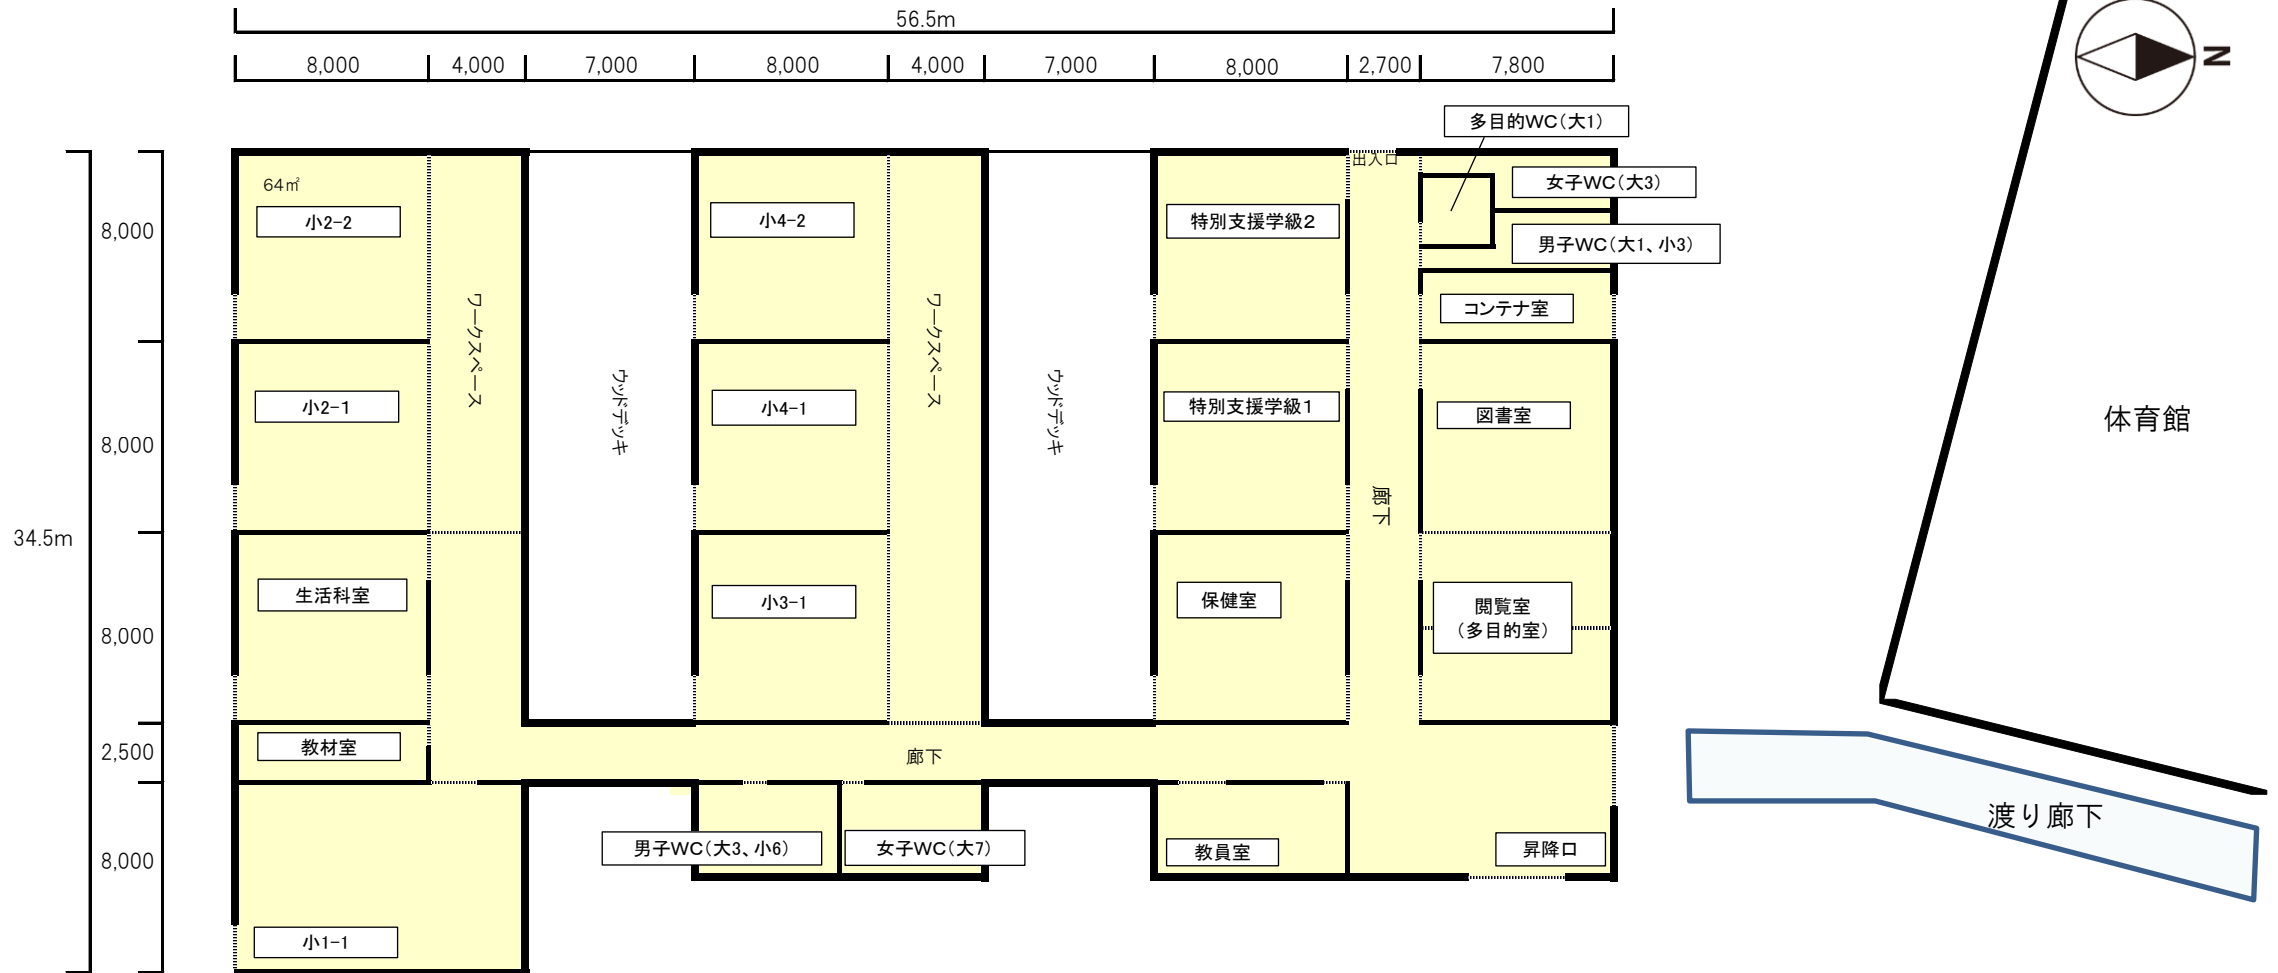 56.5m
8,000
4,000
7,000
8,000
4,000
7,000
8,000
2,700
7,800
N
多目的WC（大1）
出入口
64㎡
小2-2
小4-2
特別支援学級２
女子WC（大3）
男子WC（大1、小3）
8,000
コンテナ室
ワークスペース
ワークスペース
小2-1
ウッドデッキ
小4-1
ウッドデッキ
特別支援学級１
図書室
体育館
8,000
廊下
34.5m
生活科室
小3-1
保健室
閲覧室
（多目的室）
8,000
教材室
2,500
廊下
渡り廊下
8,000
男子WC（大3、小6）
女子WC（大7）
教員室
昇降口
小1-1